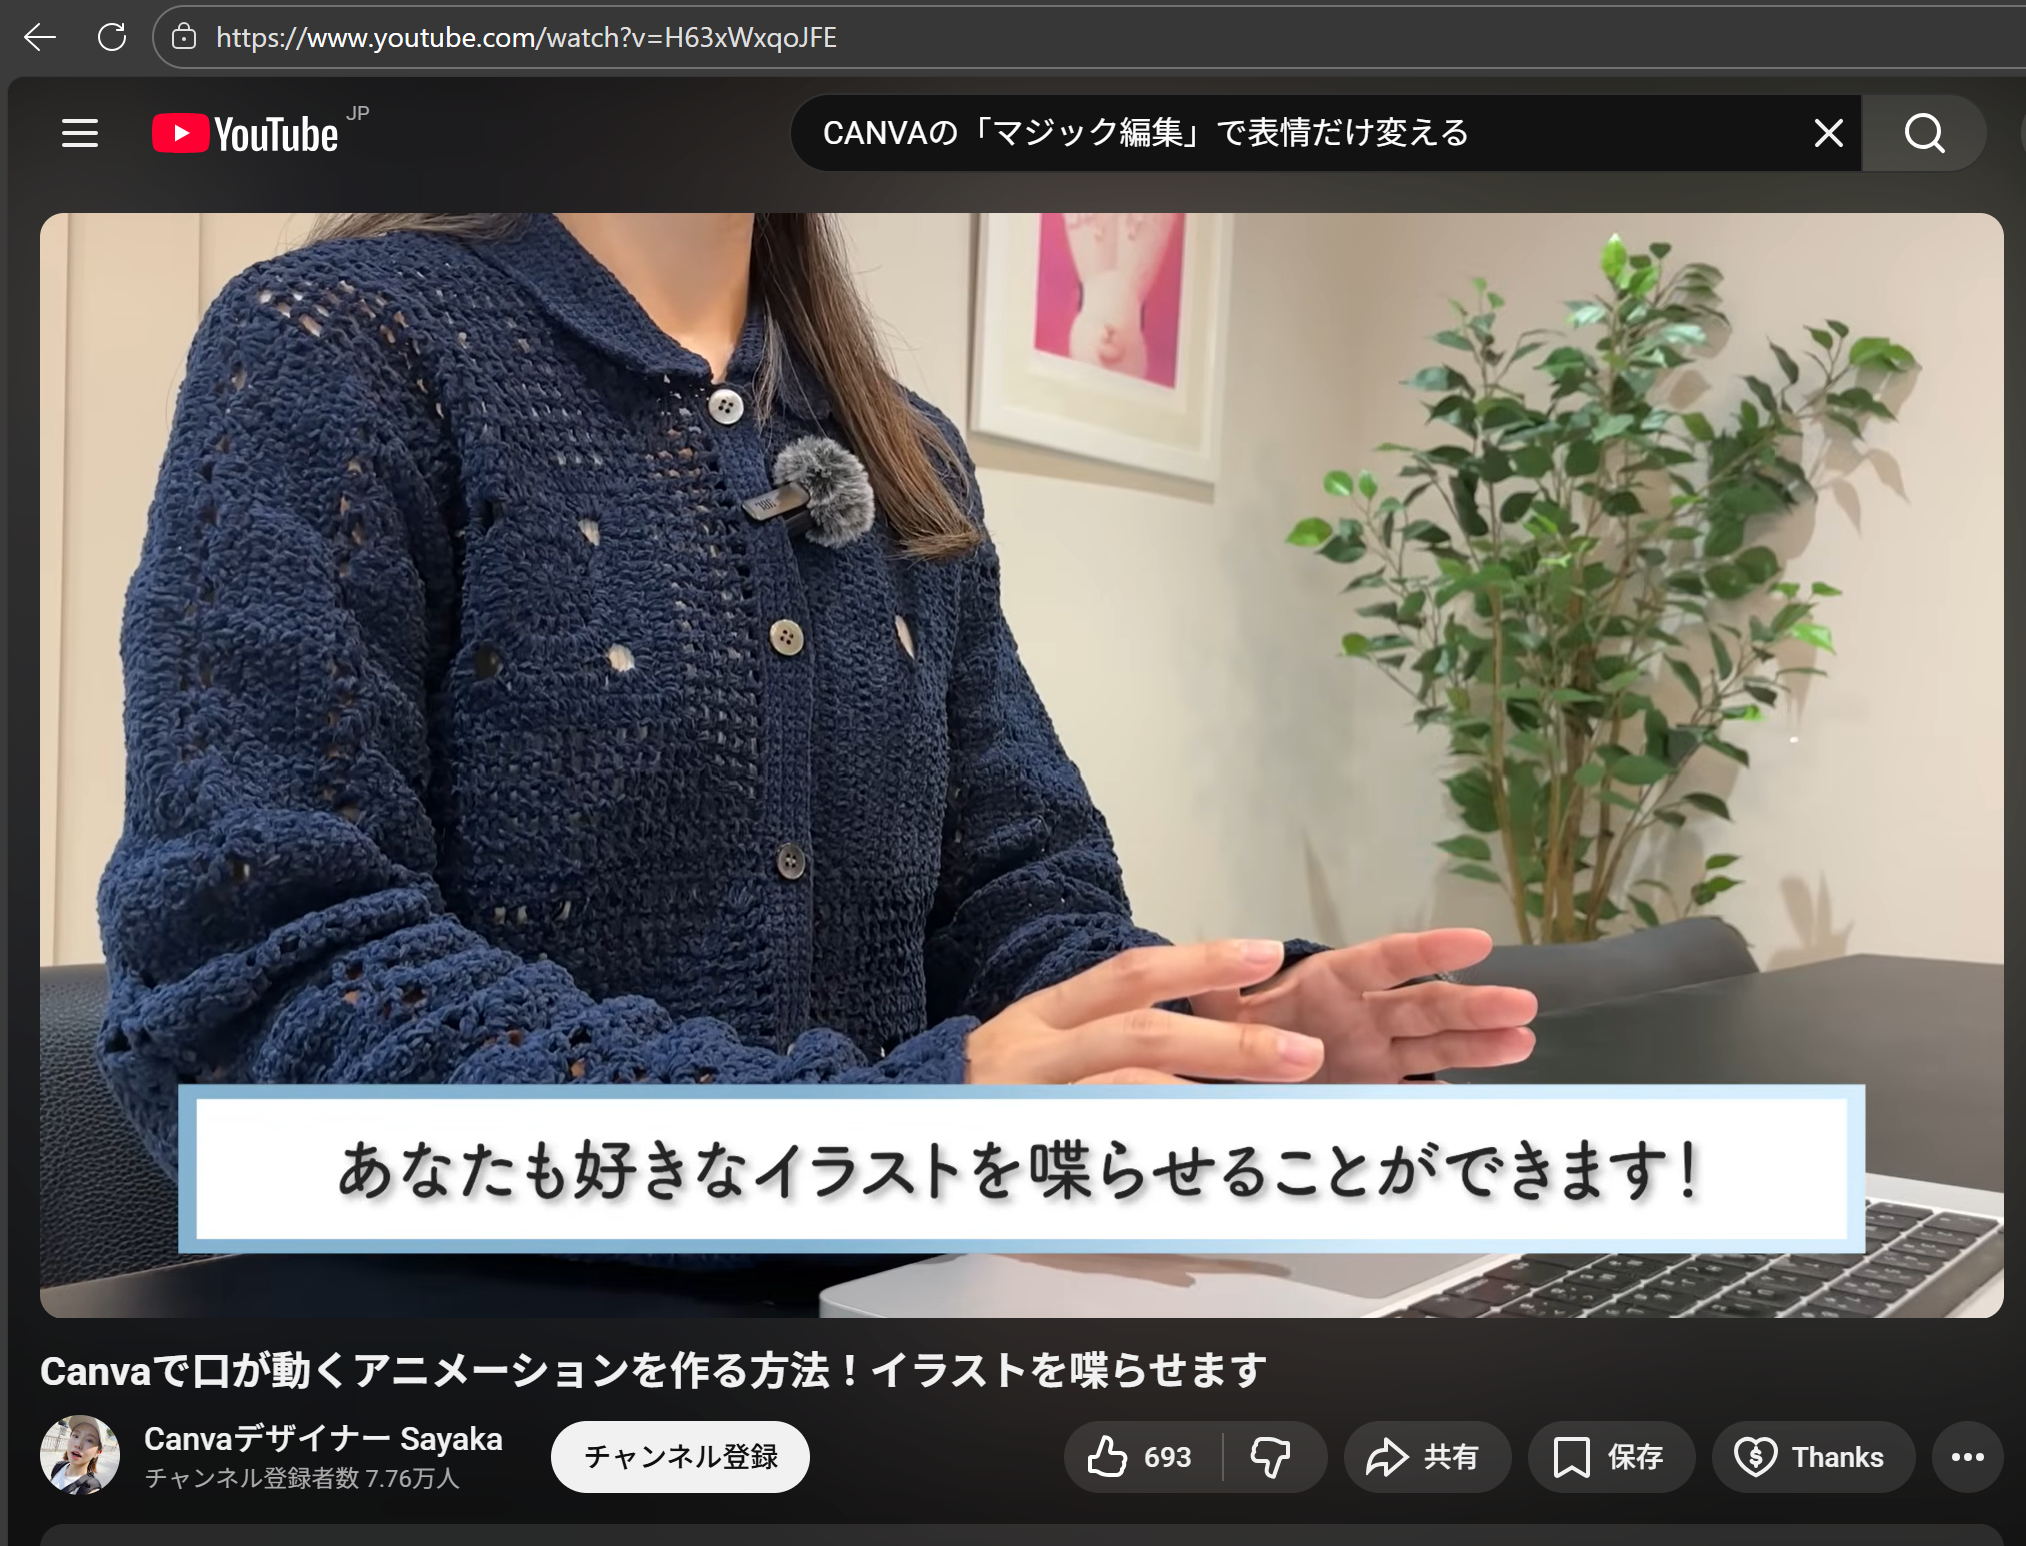 https://www.youtube.com/watch?v=H63xWxqoJFE
YouTube JP
CANVAの「マジック編集」で表情だけ変える
あなたも好きなイラストを喋らせることができます!
Canvaで口が動くアニメーションを作る方法！イラストを喋らせます
Canvaデザイナー Sayaka
チャンネル登録者数 7.76万人
チャンネル登録
693
共有
保存
Thanks